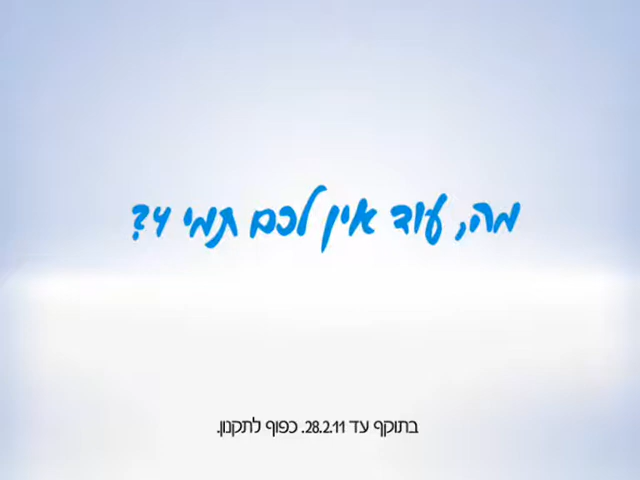 מה, עוד אין לכם תמי 4?
בתוקף עד 28.2.11. כפוף לתקנון.